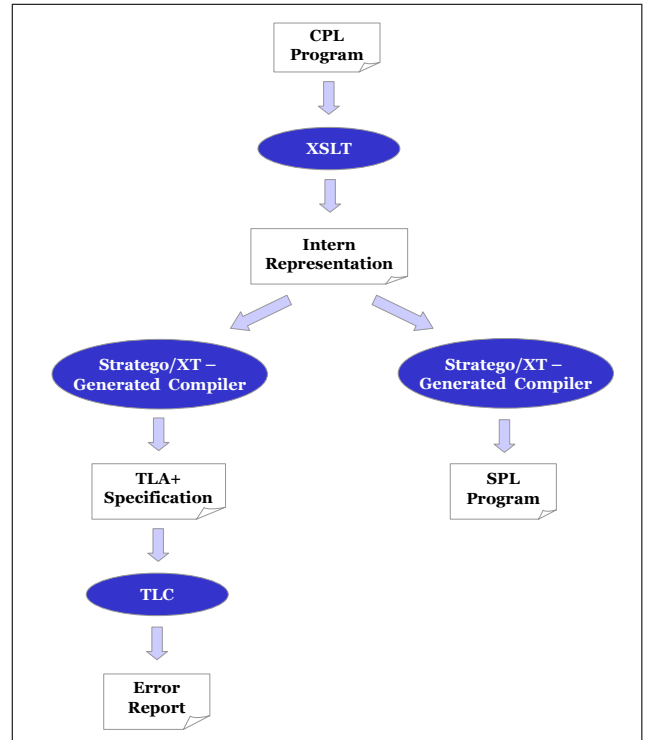 CPL
Program
XSLT
Intern
Representation
Stratego/XT –
Generated Compiler
Stratego/XT –
Generated Compiler
TLA+
Specification
SPL
Program
TLC
Error
Report